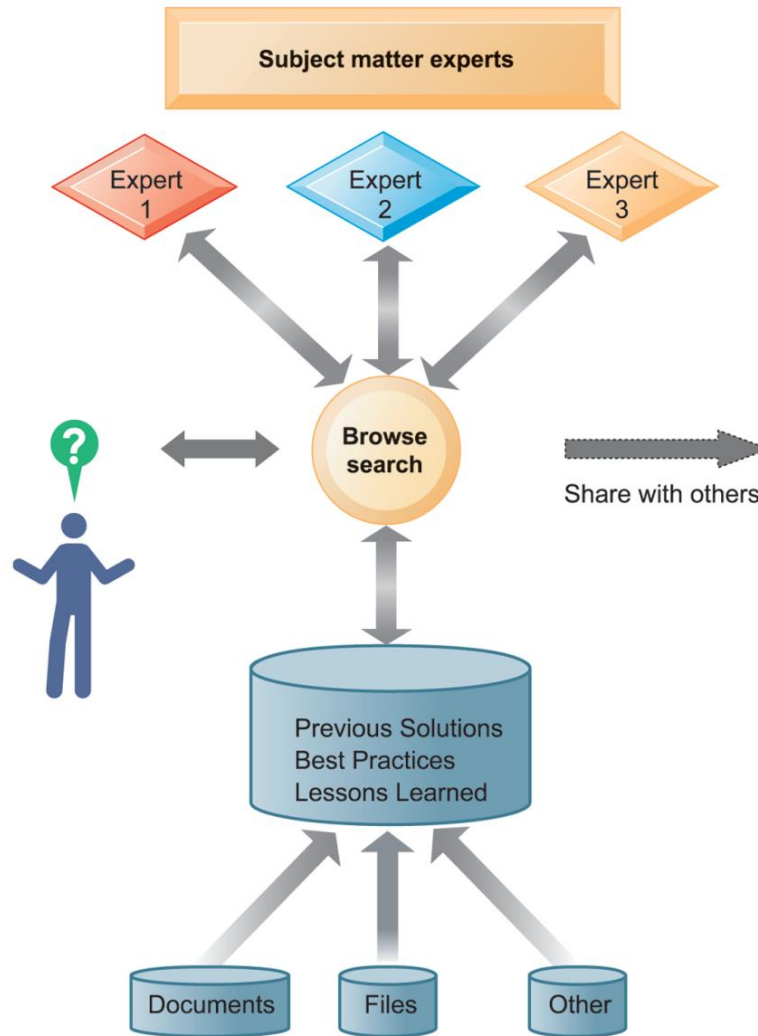 Subject matter experts
Expert
1
Expert
2
Expert
3
?
Browse
search
Share with others
Previous Solutions
Best Practices
Lessons Learned
Documents
Files
Other